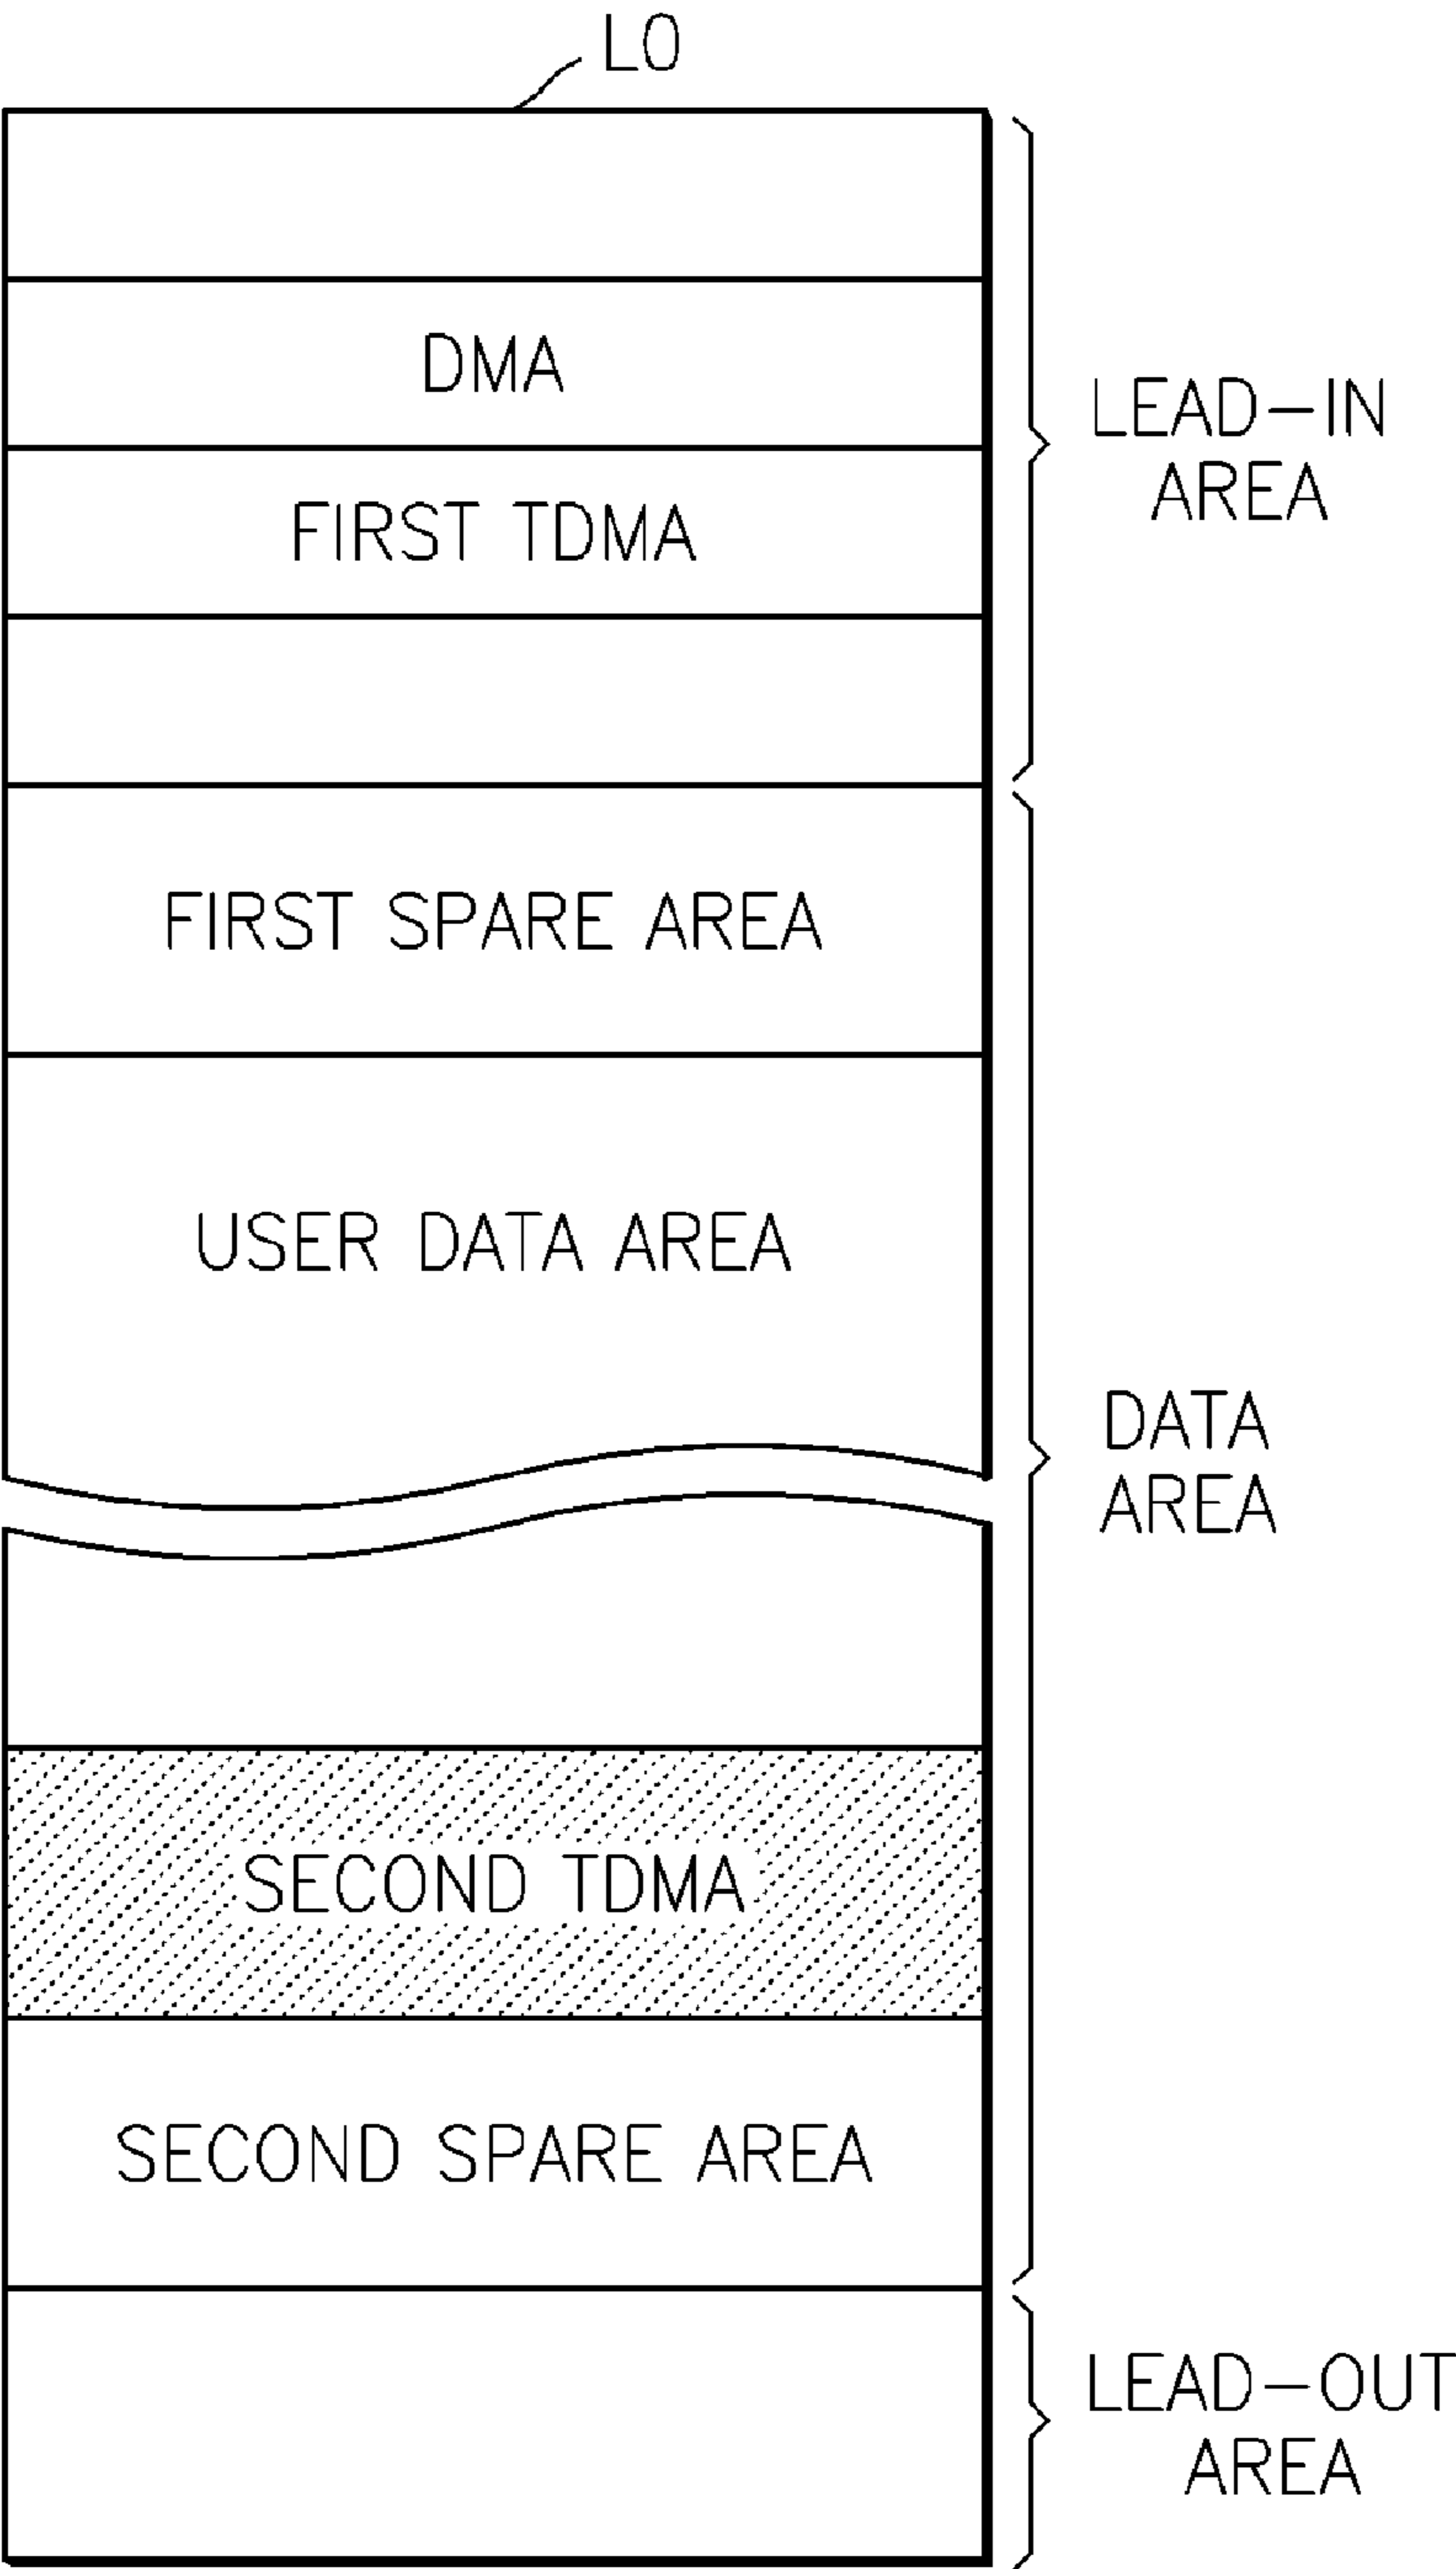 L0
DMA
FIRST TDMA
LEAD-IN
AREA
FIRST SPARE AREA
USER DATA AREA
DATA
AREA
SECOND TDMA
SECOND SPARE AREA
LEAD-OUT
AREA